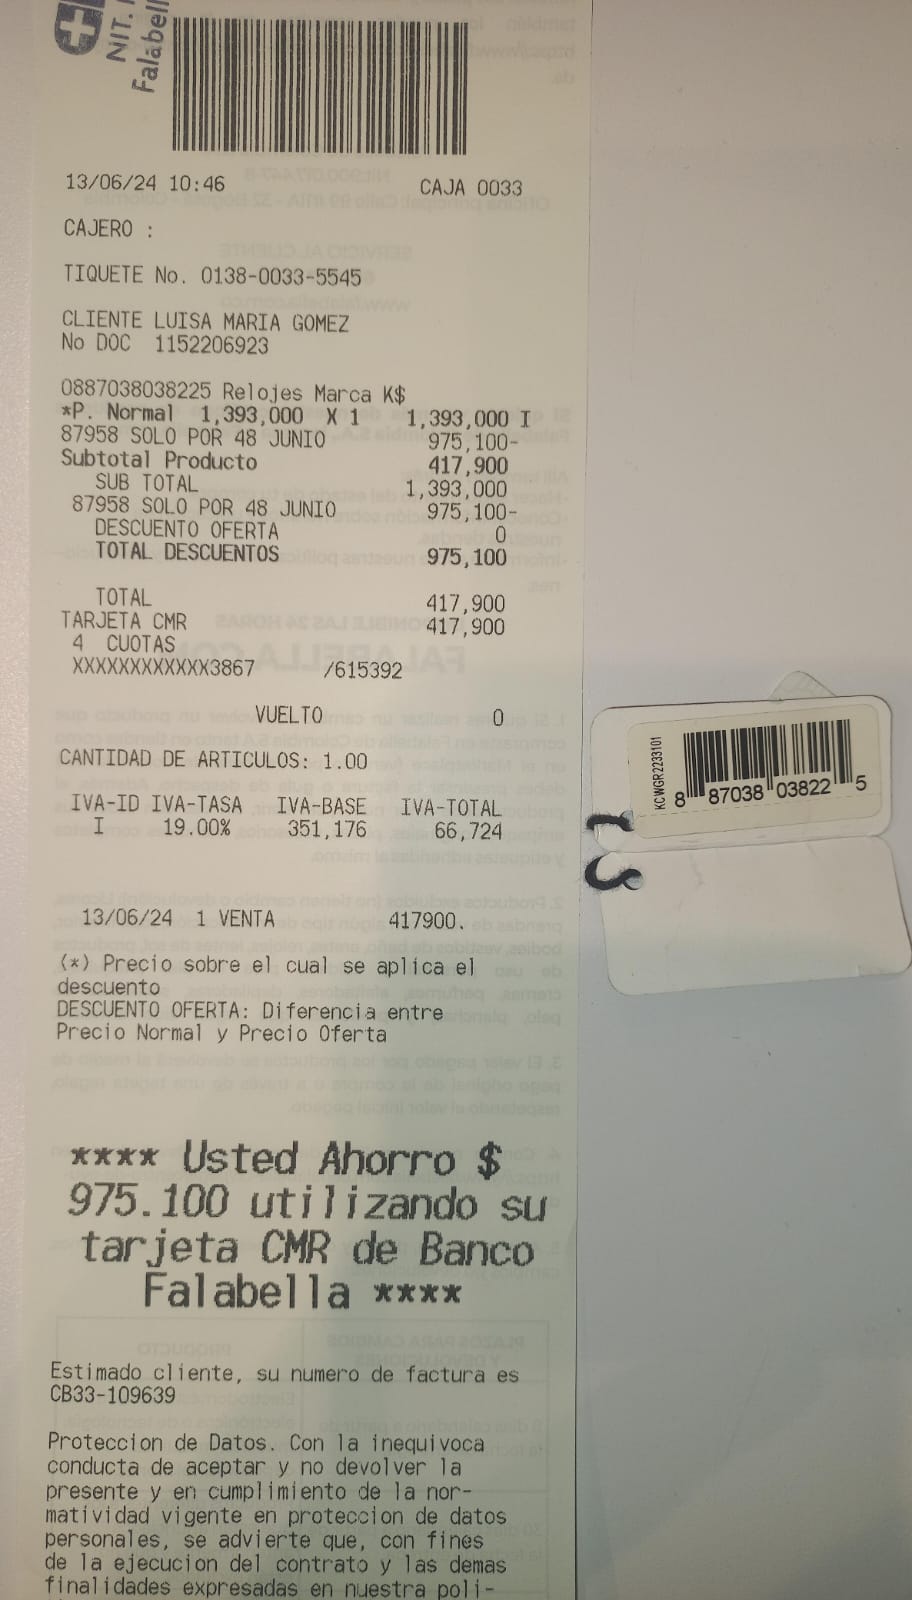 NIT.
Falabell
13/06/24 10:46 CAJA 0033
CAJERO :
TIQUETE No. 0138-0033-5545
CLIENTE LUISA MARIA GOMEZ
No DOC 1152206923
0887038038225 Relojes Marca K$
*P. Normal 1,393,000 X 1 1,393,000 I
87958 SOLO POR 48 JUNIO 975,100-
Subtotal Producto 417,900
SUB TOTAL 1,393,000
87958 SOLO POR 48 JUNIO 975,100-
DESCUENTO OFERTA 0
TOTAL DESCUENTOS 975,100
TOTAL 417,900
TARJETA CMR 417,900
4 CUOTAS
XXXXXXXXXXXX3867 /615392
VUELTO 0
CANTIDAD DE ARTICULOS: 1.00
IVA-ID IVA-TASA IVA-BASE IVA-TOTAL
I 19.00% 351,176 66,724
13/06/24 1 VENTA 417900.
(*) Precio sobre el cual se aplica el
descuento
DESCUENTO OFERTA: Diferencia entre
Precio Normal y Precio Oferta
**** Usted Ahorro $
975.100 utilizando su
tarjeta CMR de Banco
Falabella ****
Estimado cliente, su numero de factura es
CB33-109639
Proteccion de Datos. Con la inequivoca
conducta de aceptar y no devolver la
presente y en cumplimiento de la nor-
matividad vigente en proteccion de datos
personales, se advierte que, con fines
de la ejecucion del contrato y las demas
finalidades expresadas en nuestra poli-
KCWGR2233101
8 87038 03822 5